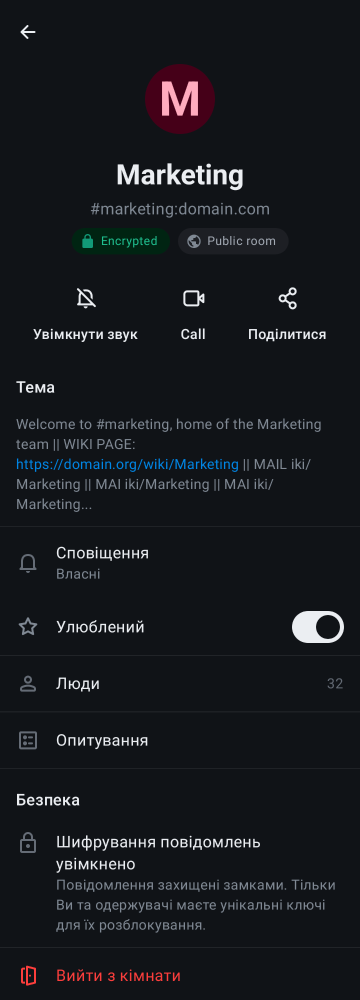 M
Marketing
#marketing:domain.com
Encrypted Public room
Увімкнути звук Call Поділитися
Тема
Welcome to #marketing, home of the Marketing
team || WIKI PAGE:
https://domain.org/wiki/Marketing || MAIL iki/
Marketing || MAI iki/Marketing || MAI iki/
Marketing...
Сповіщення
Власні
Улюблений
Люди 32
Опитування
Безпека
Шифрування повідомлень
увімкнено
Повідомлення захищені замками. Тільки
Ви та одержувачі маєте унікальні ключі
для їх розблокування.
Вийти з кімнати